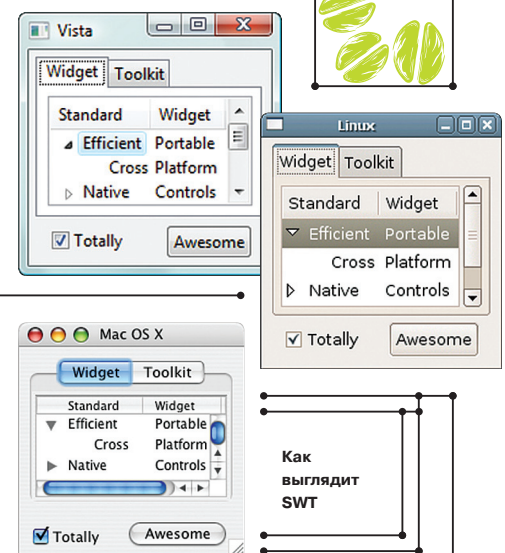 Vista
Widget Toolkit
Standard Widget
Efficient Portable
Cross Platform
Native Controls
Totally Awesome
Linux
Widget Toolkit
Standard Widget
Efficient Portable
Cross Platform
Native Controls
Totally Awesome
Mac OS X
Widget Toolkit
Standard Widget
Efficient Portable
Cross Platform
Native Controls
Totally Awesome
Как
выглядит
SWT